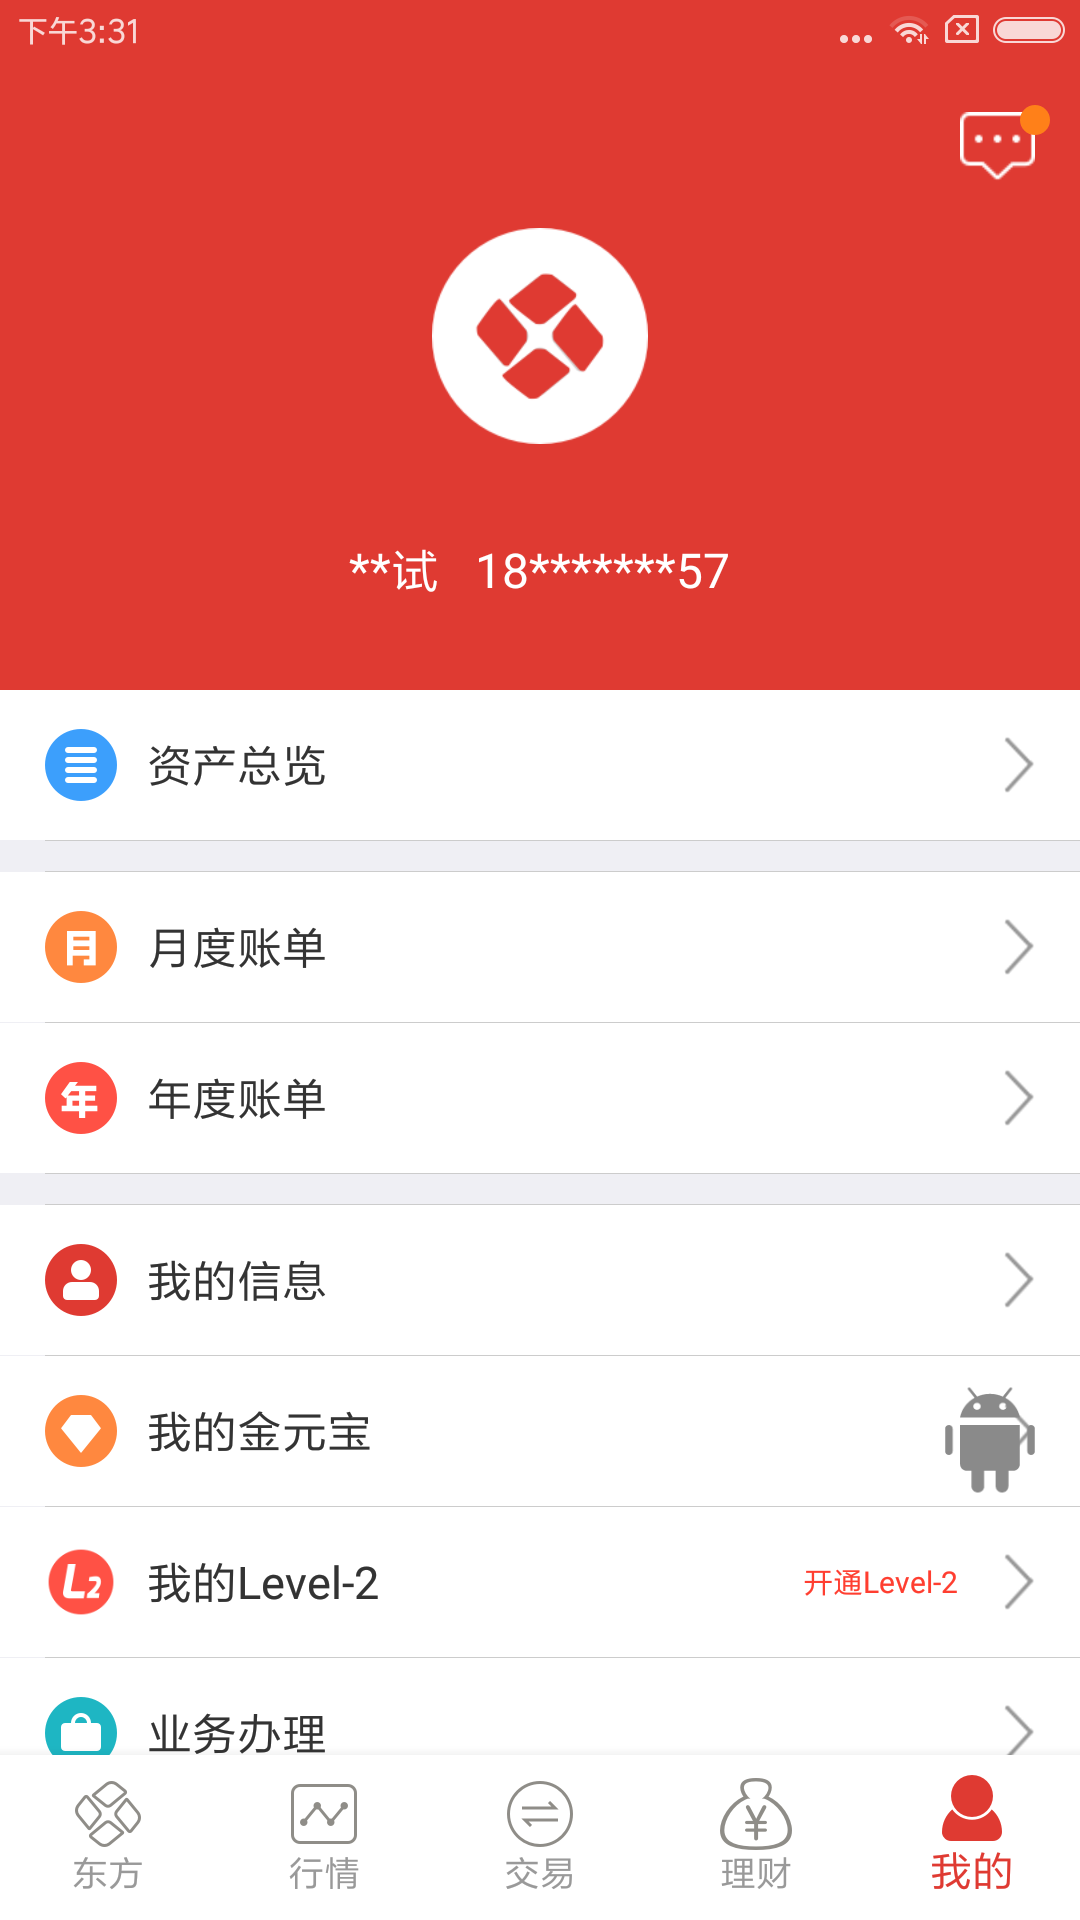 下午3:31
**试 18*******57
资产总览
月 月度账单
年 年度账单
我的信息
我的金元宝
L2 我的Level-2 开通Level-2
业务办理
东方 行情 交易 理财 我的